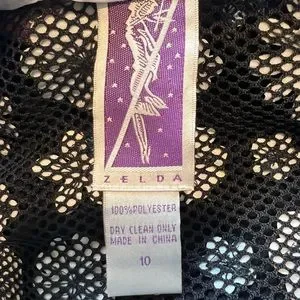 ZELDA
100%POLYESTER
DRY CLEAN ONLY
MADE IN CHINA
10